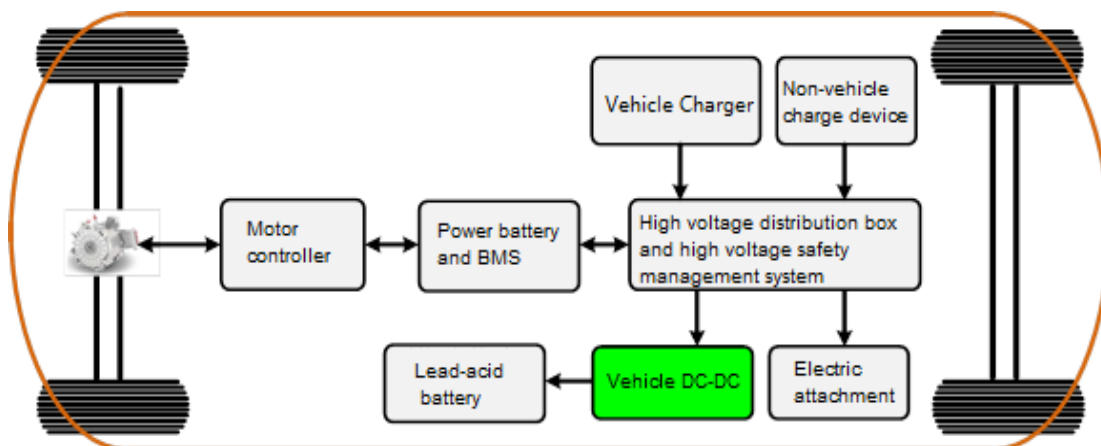 Vehicle Charger
Non-vehicle
charge device
Motor
controller
Power battery
and BMS
High voltage distribution box
and high voltage safety
management system
Lead-acid
battery
Vehicle DC-DC
Electric
attachment